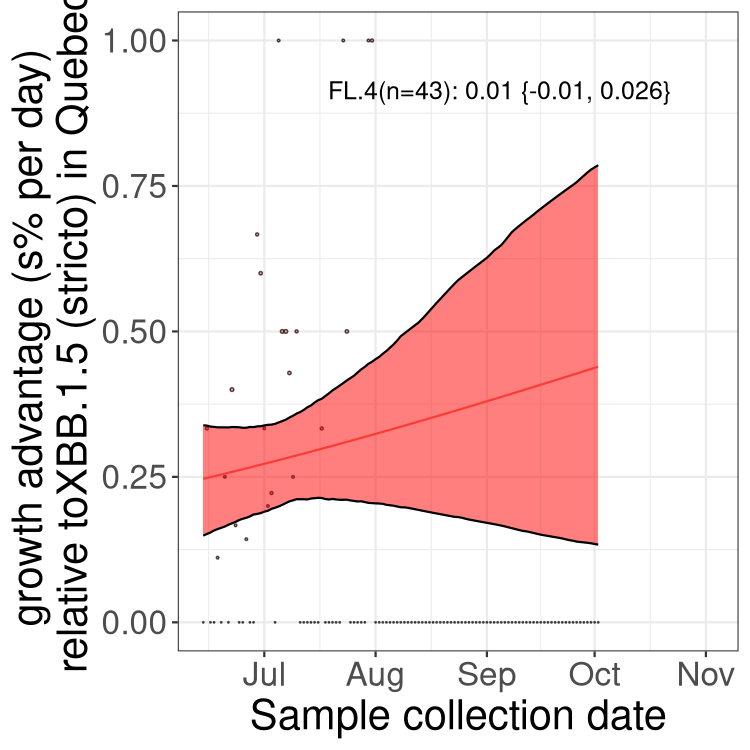 growth advantage (s% per day)
relative toXBB.1.5 (stricto) in Quebec
1.00
0.75
0.50
0.25
0.00
FL.4(n=43): 0.01 {-0.01, 0.026}
Jul Aug Sep Oct Nov
Sample collection date